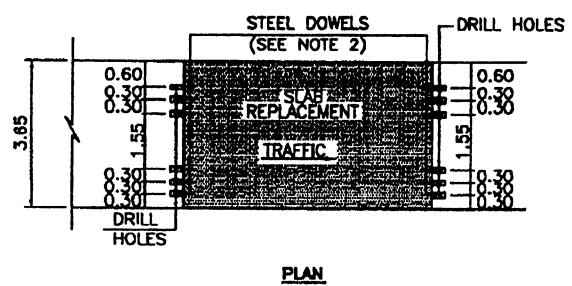 STEEL DOWELS
(SEE NOTE 2)
DRILL HOLES
0.60
0.30
0.30
1.55
0.30
0.30
0.30
3.65
SLAB
REPLACEMENT
TRAFFIC
0.60
0.30
0.30
1.55
0.30
0.30
0.30
DRILL
HOLES
PLAN